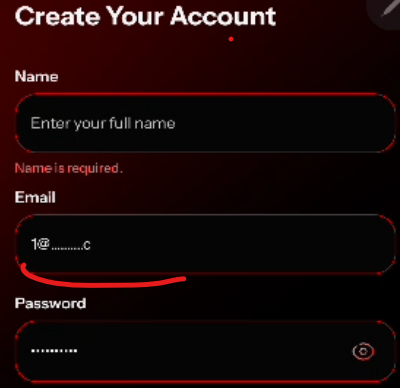 Create Your Account
Name
Enter your full name
Name is required.
Email
1@..........c
Password
••••••••••